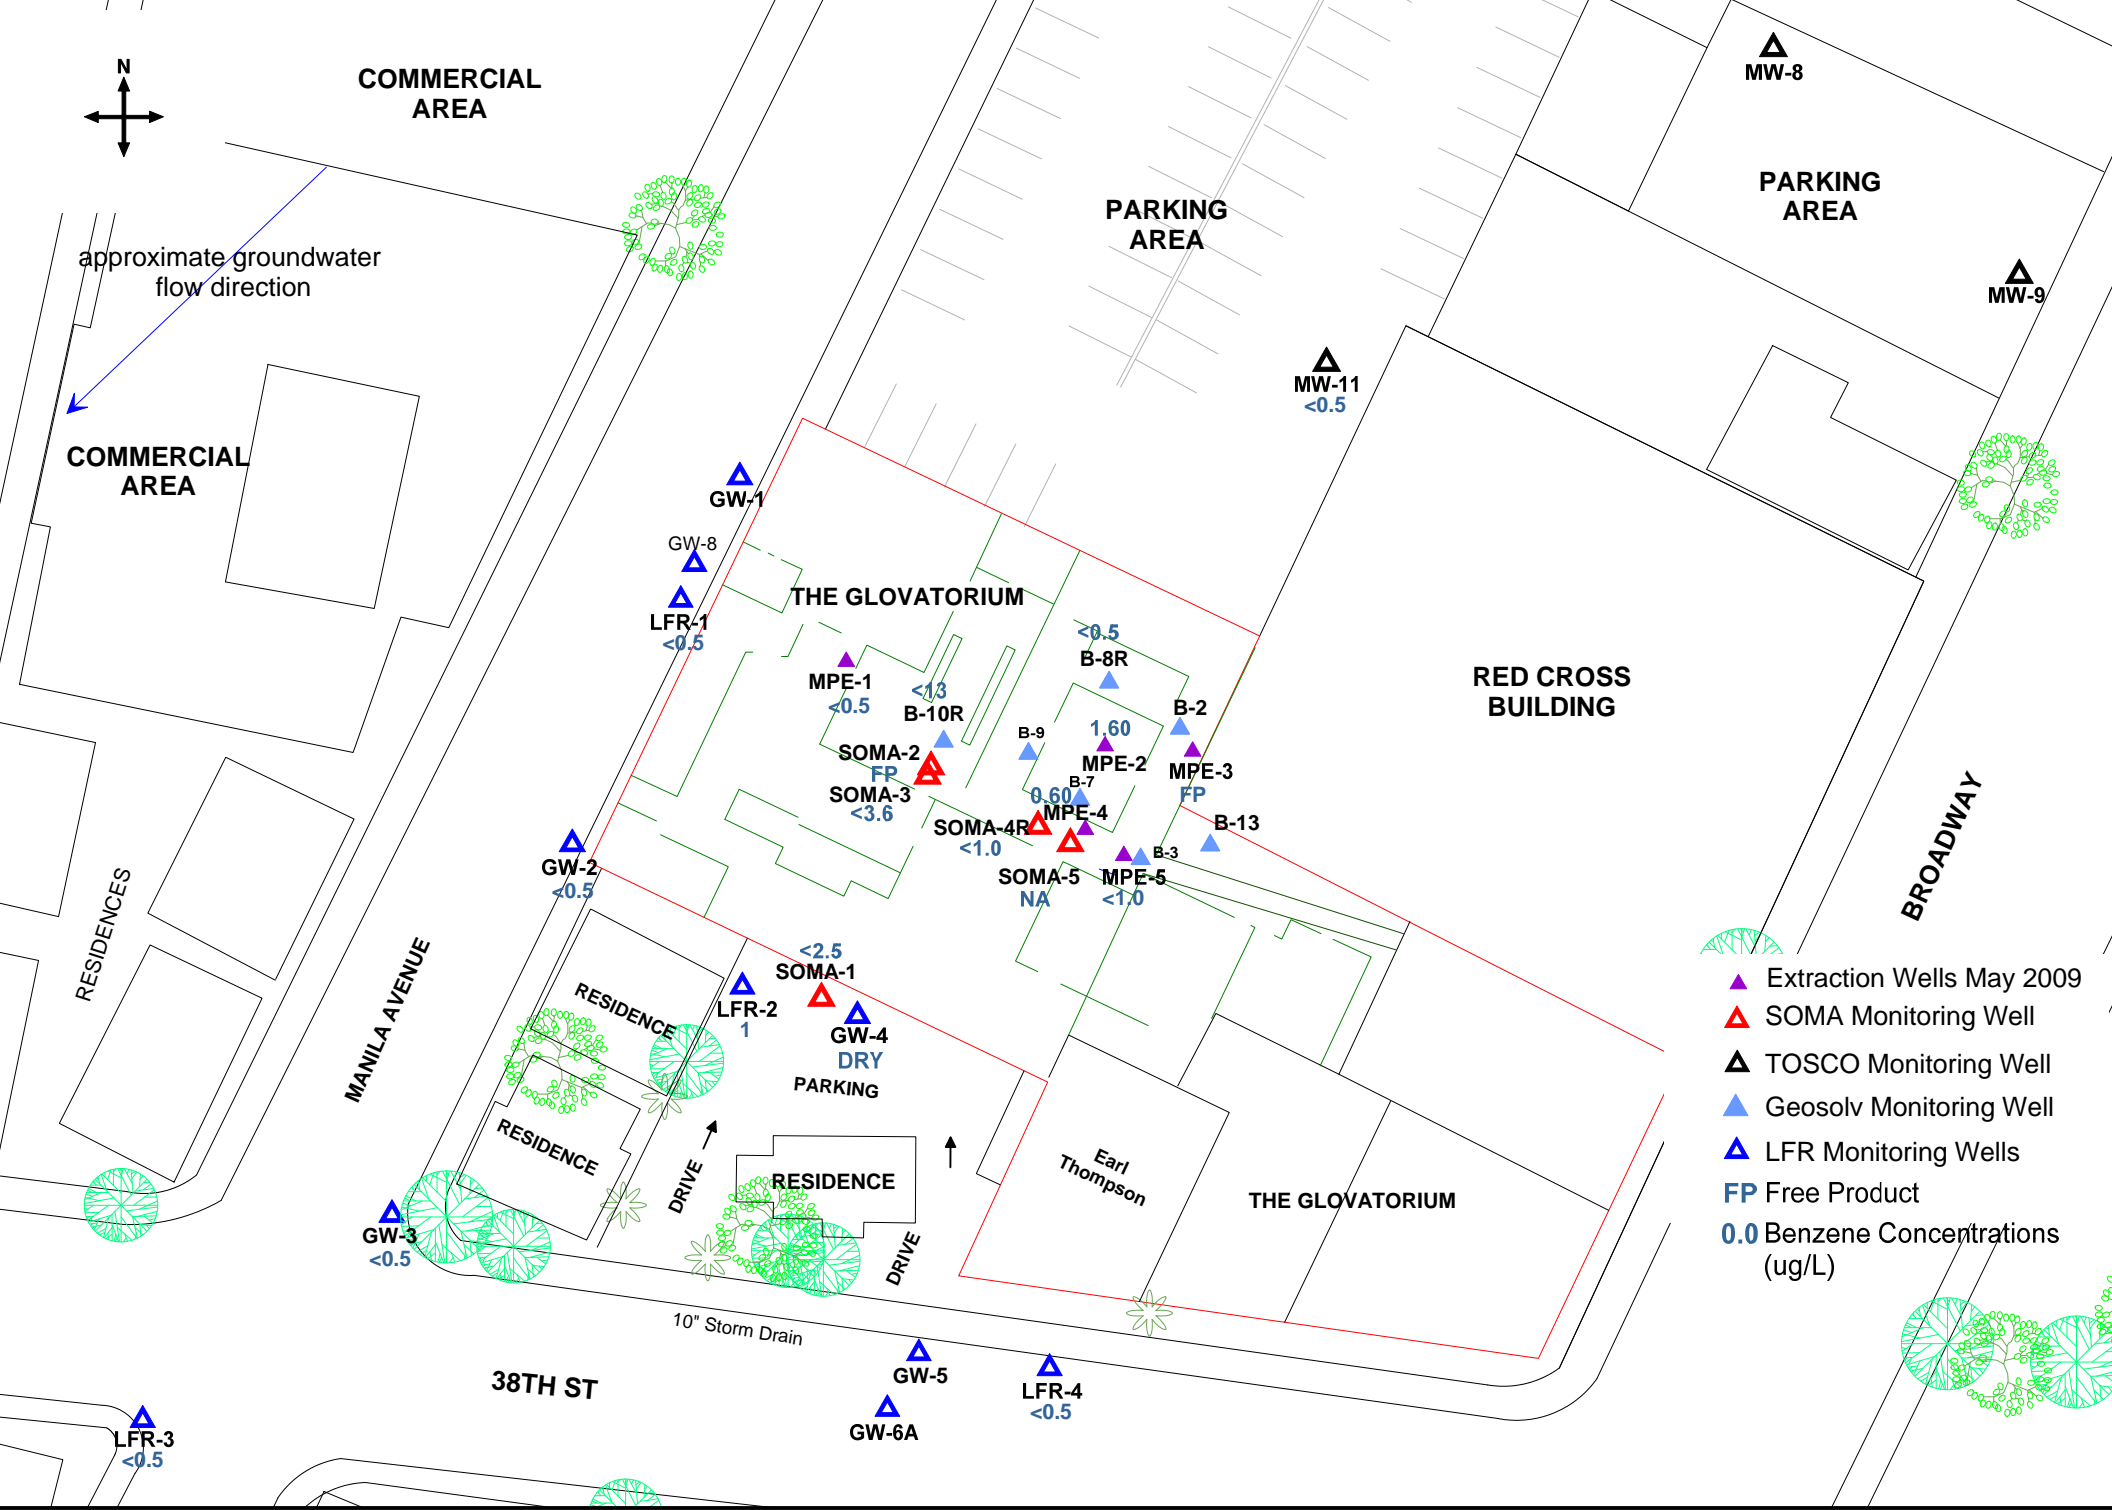 N
COMMERCIAL
AREA
MW-8
PARKING
AREA
PARKING
AREA
approximate groundwater
flow direction
MW-9
MW-11
<0.5
COMMERCIAL
AREA
GW-1
GW-8
LFR-1
<0.5
THE GLOVATORIUM
<0.5
B-8R
MPE-1
<0.5
<13
B-10R
B-2
RED CROSS
BUILDING
B-9
1.60
MPE-2
MPE-3
FP
SOMA-2
FP
SOMA-3
<3.6
B-7
0.60
MPE-4
SOMA-4R
<1.0
B-13
B-3
SOMA-5
NA
MPE-5
<1.0
GW-2
<0.5
BROADWAY
RESIDENCES
MANILA AVENUE
<2.5
SOMA-1
RESIDENCE
LFR-2
1
GW-4
DRY
PARKING
RESIDENCE
DRIVE
RESIDENCE
DRIVE
Earl
Thompson
THE GLOVATORIUM
GW-3
<0.5
10" Storm Drain
38TH ST
GW-5
GW-6A
LFR-4
<0.5
LFR-3
<0.5
Extraction Wells May 2009
SOMA Monitoring Well
TOSCO Monitoring Well
Geosolv Monitoring Well
LFR Monitoring Wells
FP Free Product
0.0 Benzene Concentrations
(ug/L)